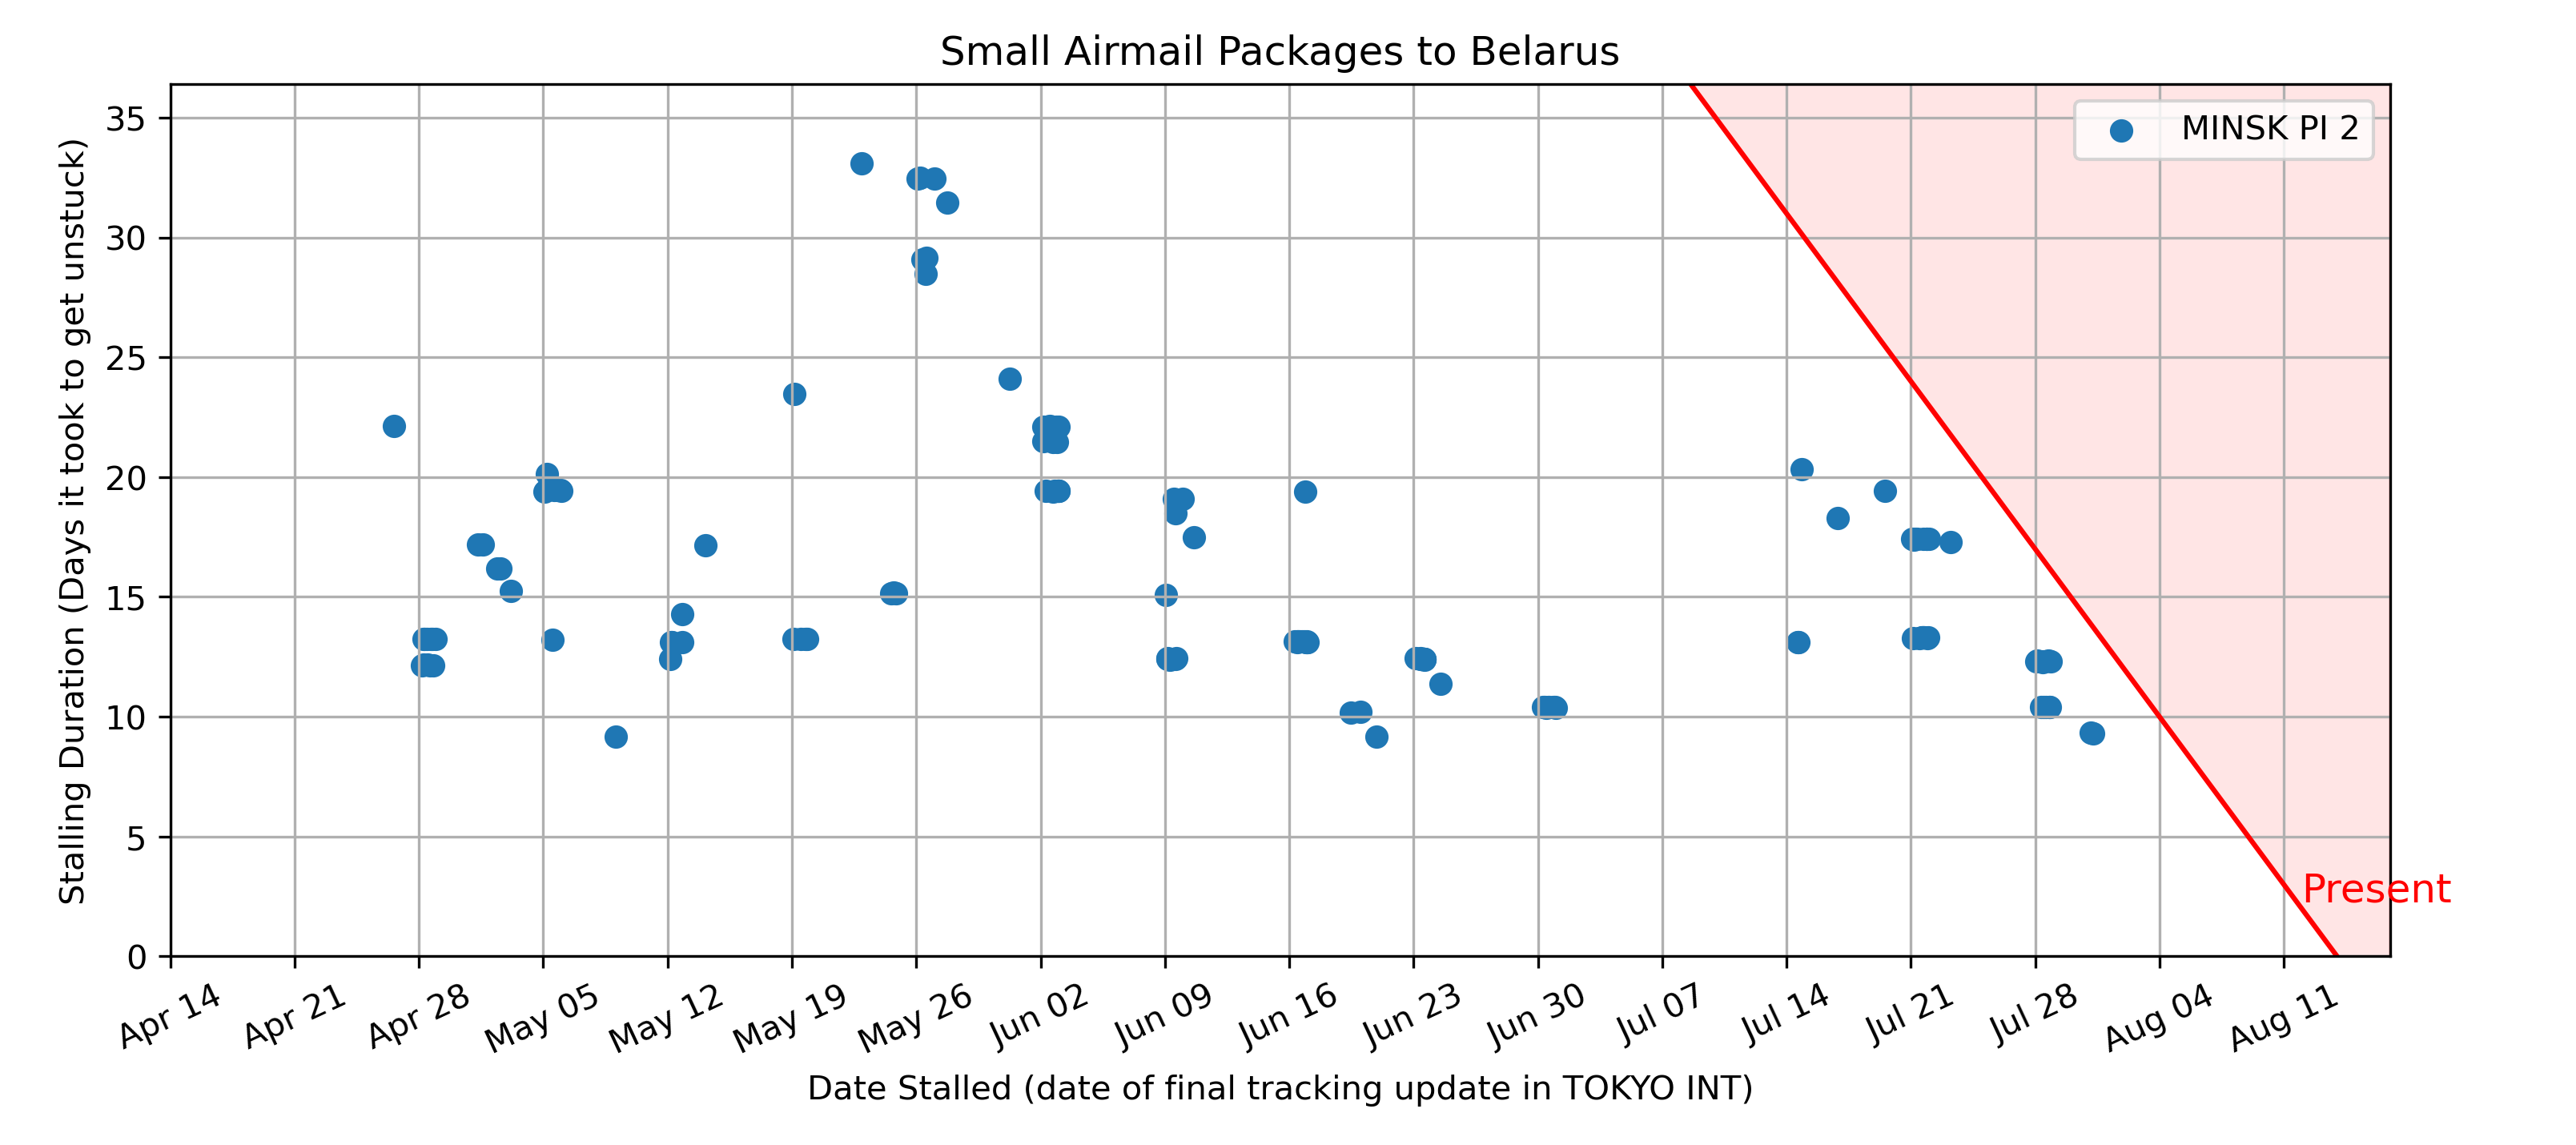 Small Airmail Packages to Belarus
MINSK PI 2
Stalling Duration (Days it took to get unstuck)
35
30
25
20
15
10
5
0
Present
Apr 14
Apr 21
Apr 28
May 05
May 12
May 19
May 26
Jun 02
Jun 09
Jun 16
Jun 23
Jun 30
Jul 07
Jul 14
Jul 21
Jul 28
Aug 04
Aug 11
Date Stalled (date of final tracking update in TOKYO INT)